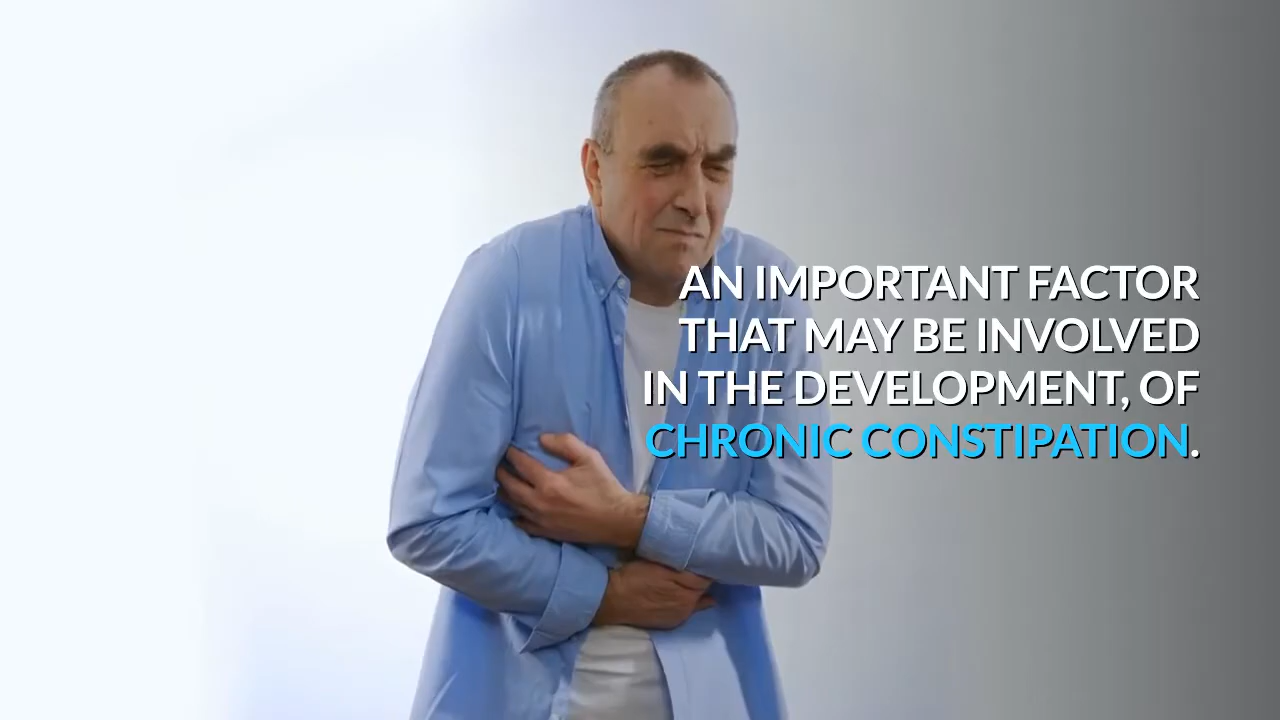 AN IMPORTANT FACTOR
THAT MAY BE INVOLVED
IN THE DEVELOPMENT, OF
CHRONIC CONSTIPATION.